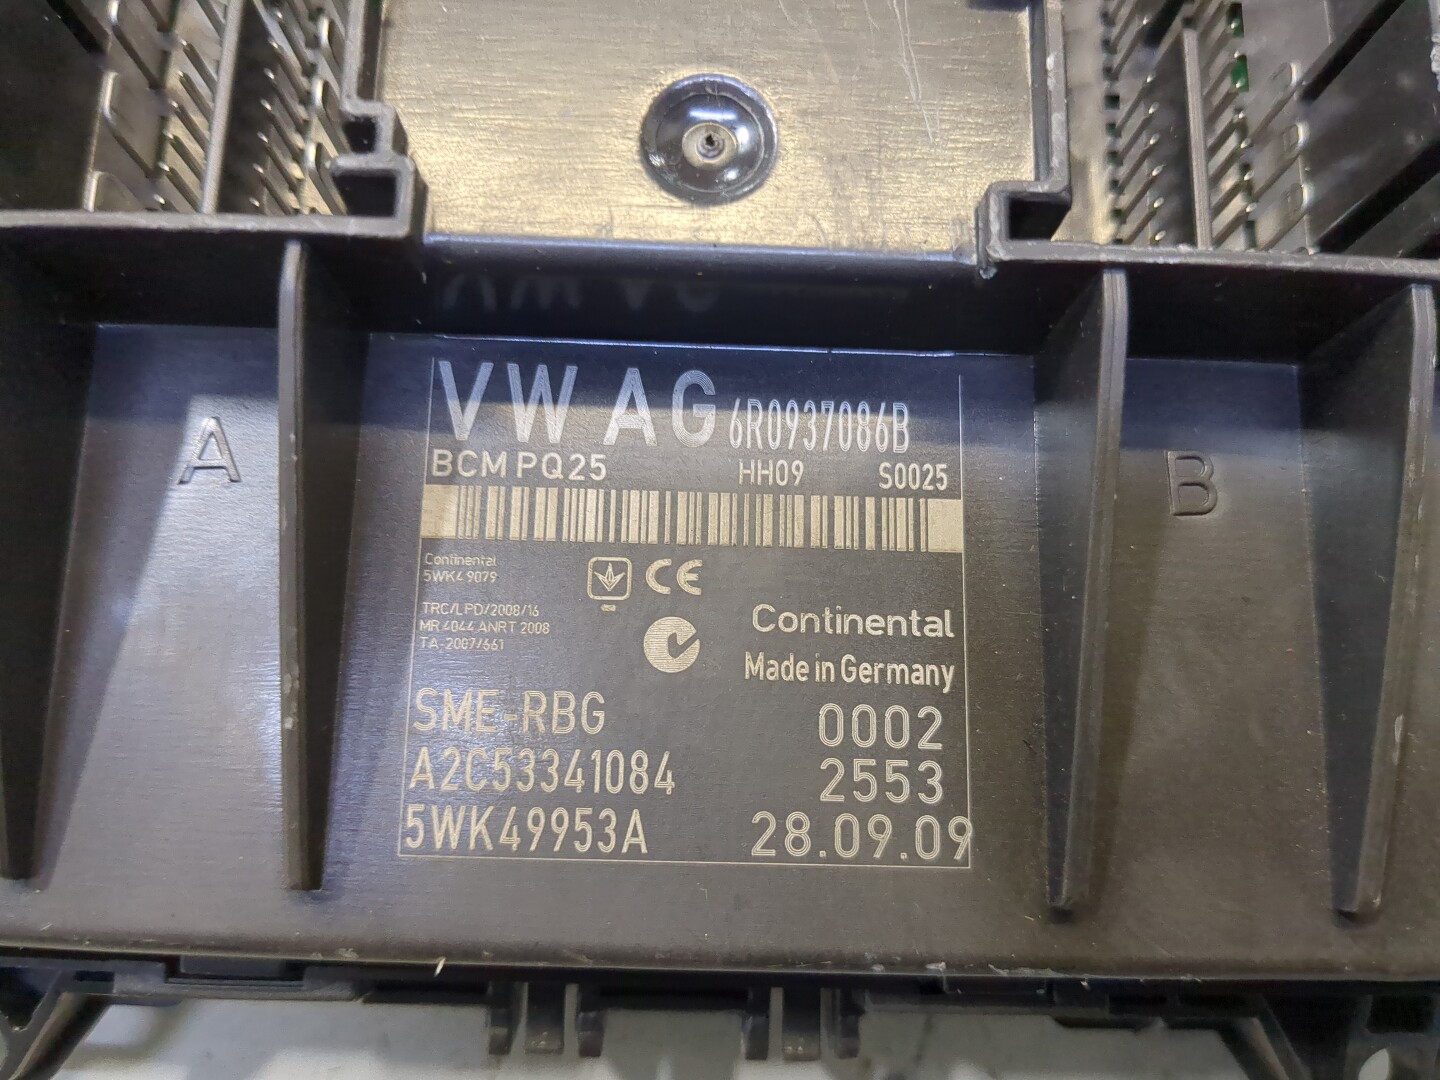 VW AG 6R0937086B
BCM PQ25 HH09 S0025
A
B
Continental
5WK49079
CE
TRC/LPD/2008/16
MR 4044 ANRT 2008
TA-2007/661
Continental
Made in Germany
SME-RBG 0002
A2C53341084 2553
5WK49953A 28.09.09